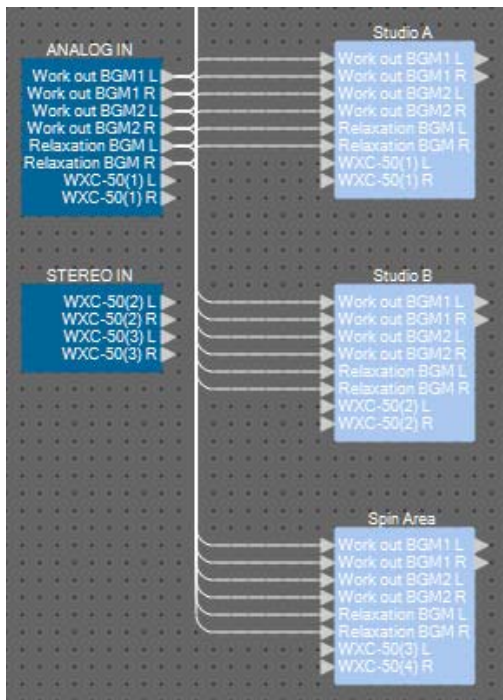 ANALOG IN
Work out BGM1 L
Work out BGM1 R
Work out BGM2 L
Work out BGM2 R
Relaxation BGM L
Relaxation BGM R
WXC-50(1) L
WXC-50(1) R
STEREO IN
WXC-50(2) L
WXC-50(2) R
WXC-50(3) L
WXC-50(3) R
Studio A
Work out BGM1 L
Work out BGM1 R
Work out BGM2 L
Work out BGM2 R
Relaxation BGM L
Relaxation BGM R
WXC-50(1) L
WXC-50(1) R
Studio B
Work out BGM1 L
Work out BGM1 R
Work out BGM2 L
Work out BGM2 R
Relaxation BGM L
Relaxation BGM R
WXC-50(2) L
WXC-50(2) R
Spin Area
Work out BGM1 L
Work out BGM1 R
Work out BGM2 L
Work out BGM2 R
Relaxation BGM L
Relaxation BGM R
WXC-50(3) L
WXC-50(4) R